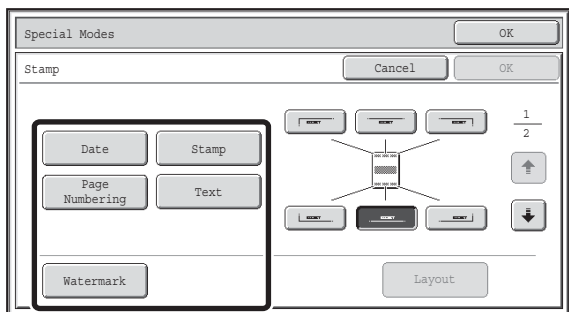 Special Modes
OK
Stamp
Cancel
OK
Date
Stamp
1
2
Page
Numbering
Text
Watermark
Layout